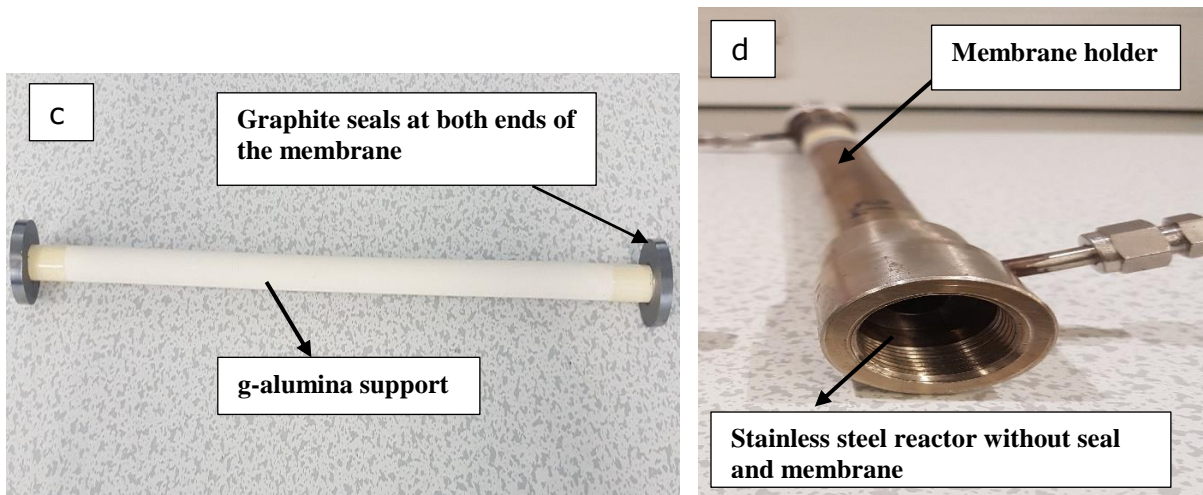 c
Graphite seals at both ends of
the membrane
g-alumina support
d
Membrane holder
Stainless steel reactor without seal
and membrane